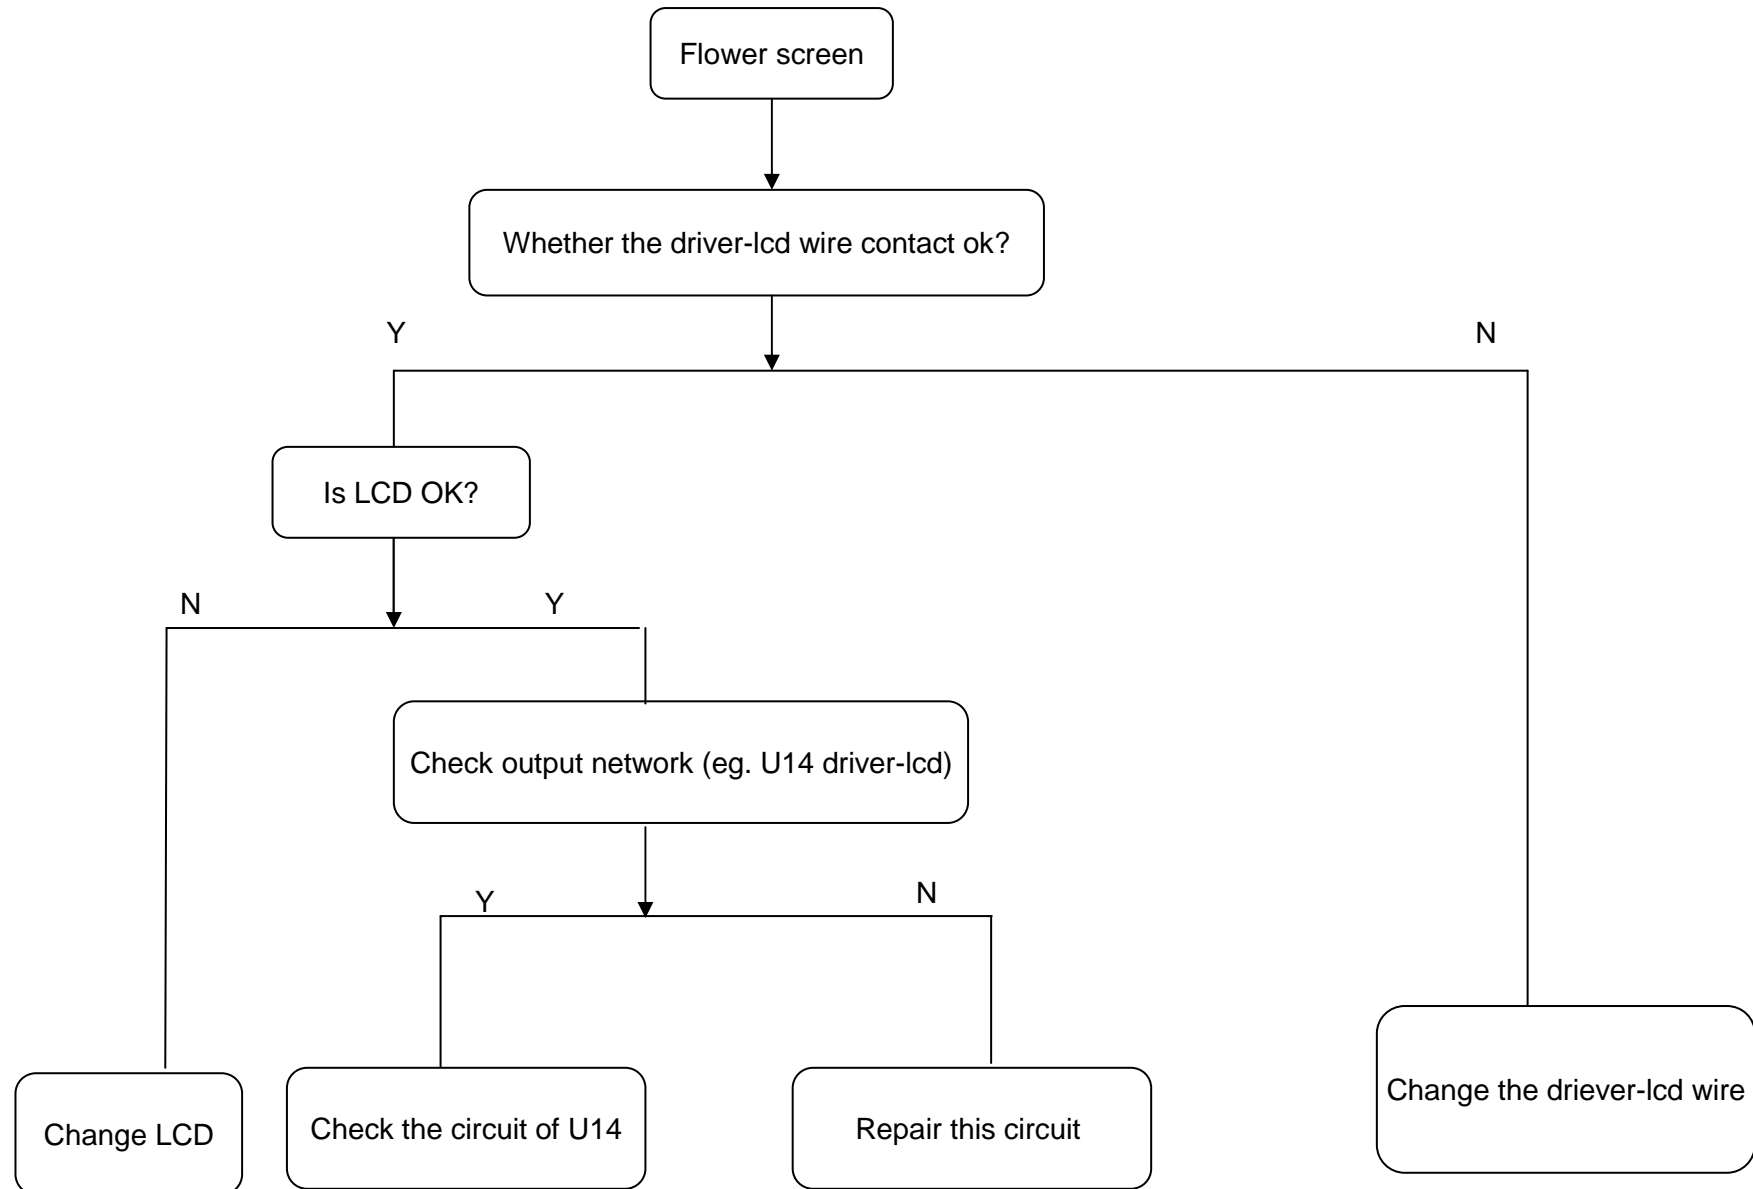 Flower screen
Whether the driver-lcd wire contact ok?
Y
N
Is LCD OK?
N
Y
Check output network (eg. U14 driver-lcd)
Y
N
Change LCD
Check the circuit of U14
Repair this circuit
Change the driever-lcd wire